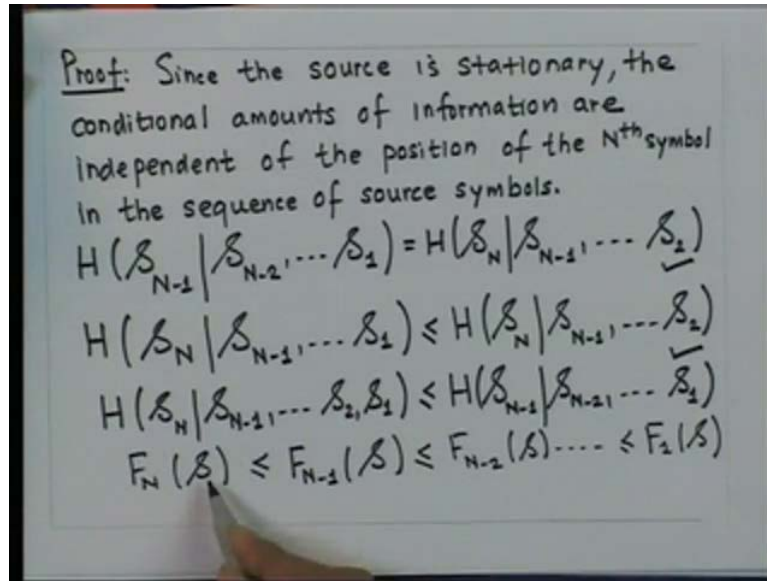 Proof: Since the source is stationary, the
conditional amounts of information are
independent of the position of the Nth symbol
in the sequence of source symbols.
H(S_{N-1}|S_{N-2},...S_1) = H(S_N|S_{N-1},...S_2)
H(S_N|S_{N-1},...S_1) ≤ H(S_N|S_{N-1},...S_2)
H(S_N|S_{N-1},...S_2,S_1) ≤ H(S_{N-1}|S_{N-2},...S_1)
F_N(S) ≤ F_{N-1}(S) ≤ F_{N-2}(S).... ≤ F_1(S)